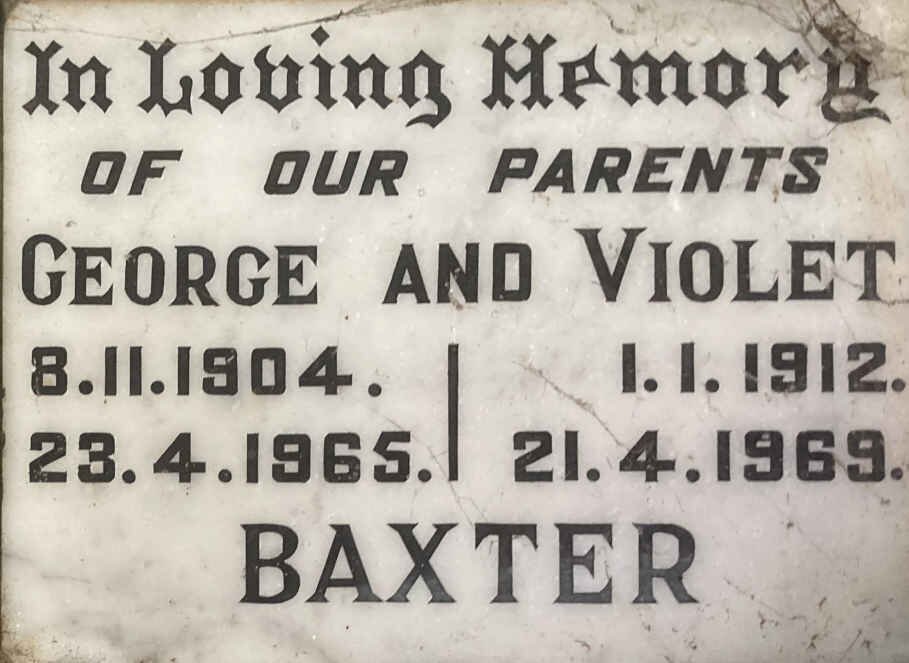 In Loving Memory
OF OUR PARENTS
GEORGE AND VIOLET
8.11.1904. | 1.1.1912.
23.4.1965. | 21.4.1969.
BAXTER